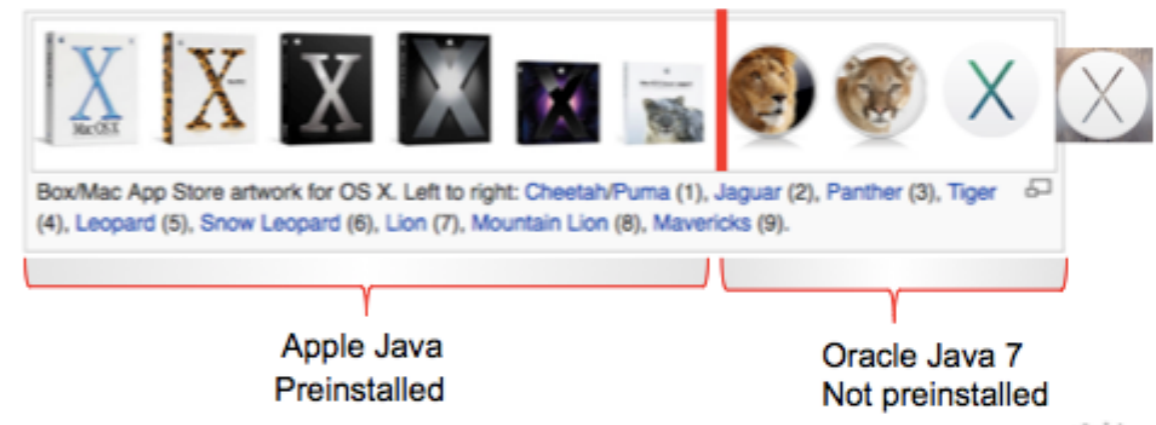 Mac OS X
Box/Mac App Store artwork for OS X. Left to right: Cheetah/Puma (1), Jaguar (2), Panther (3), Tiger
(4), Leopard (5), Snow Leopard (6), Lion (7), Mountain Lion (8), Mavericks (9).
Apple Java
Preinstalled
Oracle Java 7
Not preinstalled